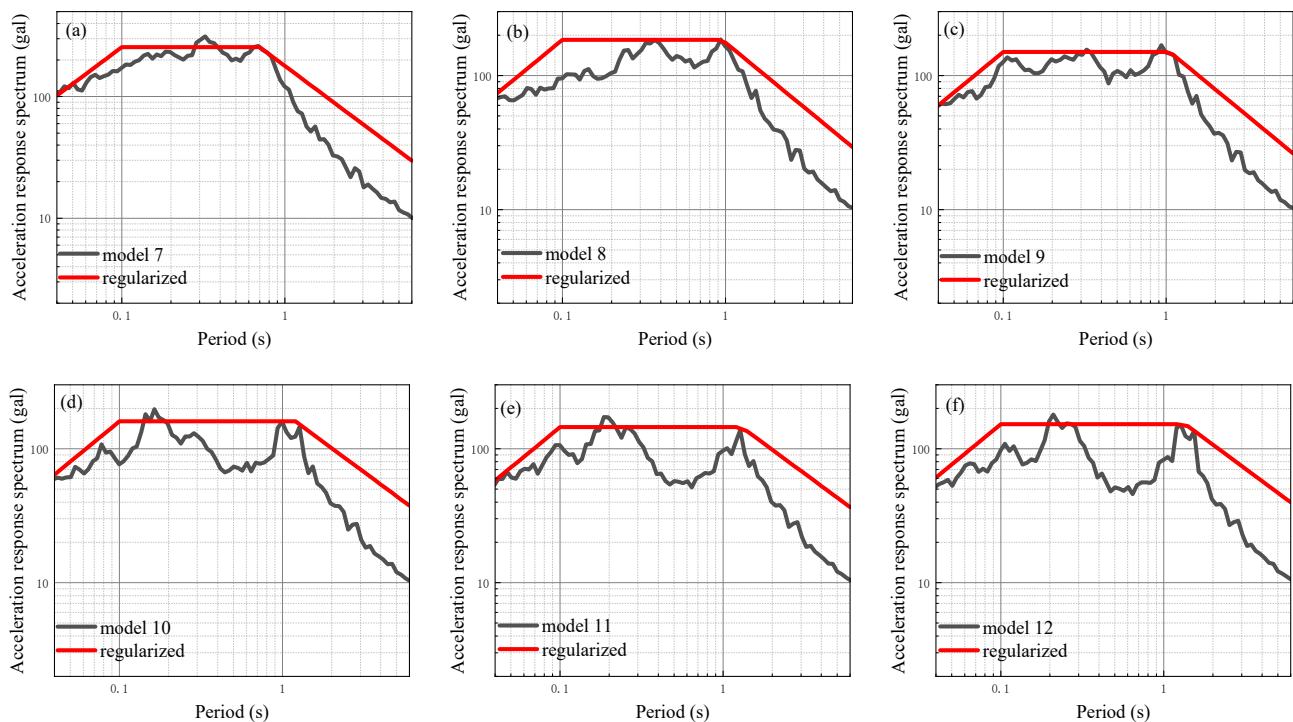 (a)
Acceleration response spectrum (gal)
100
10
model 7
regularized
0.1
1
Period (s)
(b)
Acceleration response spectrum (gal)
100
10
model 8
regularized
0.1
1
Period (s)
(c)
Acceleration response spectrum (gal)
100
10
model 9
regularized
0.1
1
Period (s)
(d)
Acceleration response spectrum (gal)
100
10
model 10
regularized
0.1
1
Period (s)
(e)
Acceleration response spectrum (gal)
100
10
model 11
regularized
0.1
1
Period (s)
(f)
Acceleration response spectrum (gal)
100
10
model 12
regularized
0.1
1
Period (s)